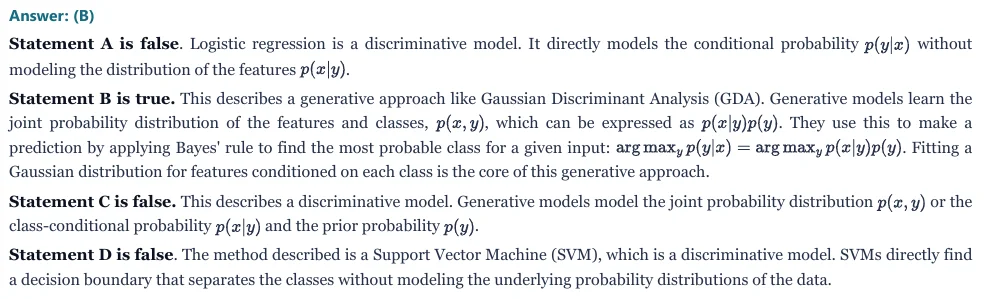 Answer: (B)
Statement A is false. Logistic regression is a discriminative model. It directly models the conditional probability p(y|x) without
modeling the distribution of the features p(x|y).
Statement B is true. This describes a generative approach like Gaussian Discriminant Analysis (GDA). Generative models learn the
joint probability distribution of the features and classes, p(x, y), which can be expressed as p(x|y)p(y). They use this to make a
prediction by applying Bayes' rule to find the most probable class for a given input: arg max_y p(y|x) = arg max_y p(x|y)p(y). Fitting a
Gaussian distribution for features conditioned on each class is the core of this generative approach.
Statement C is false. This describes a discriminative model. Generative models model the joint probability distribution p(x, y) or the
class-conditional probability p(x|y) and the prior probability p(y).
Statement D is false. The method described is a Support Vector Machine (SVM), which is a discriminative model. SVMs directly find
a decision boundary that separates the classes without modeling the underlying probability distributions of the data.